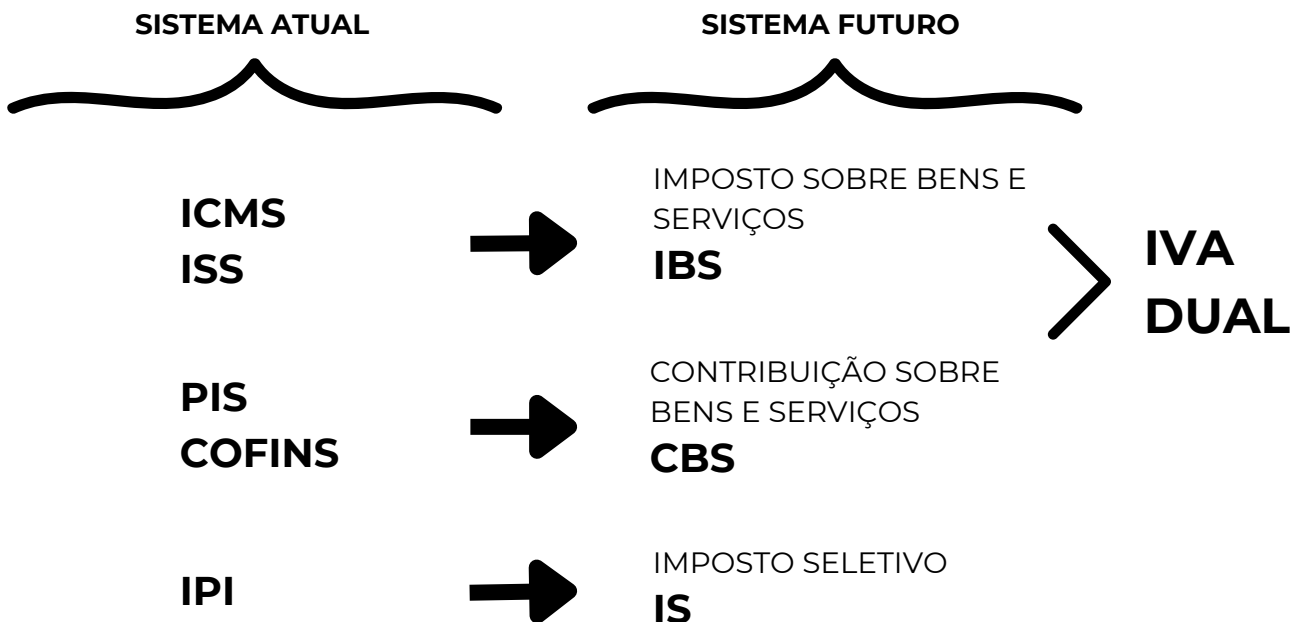 SISTEMA ATUAL
SISTEMA FUTURO
ICMS
ISS
IMPOSTO SOBRE BENS E
SERVIÇOS
IBS
IVA
DUAL
PIS
COFINS
CONTRIBUIÇÃO SOBRE
BENS E SERVIÇOS
CBS
IPI
IMPOSTO SELETIVO
IS